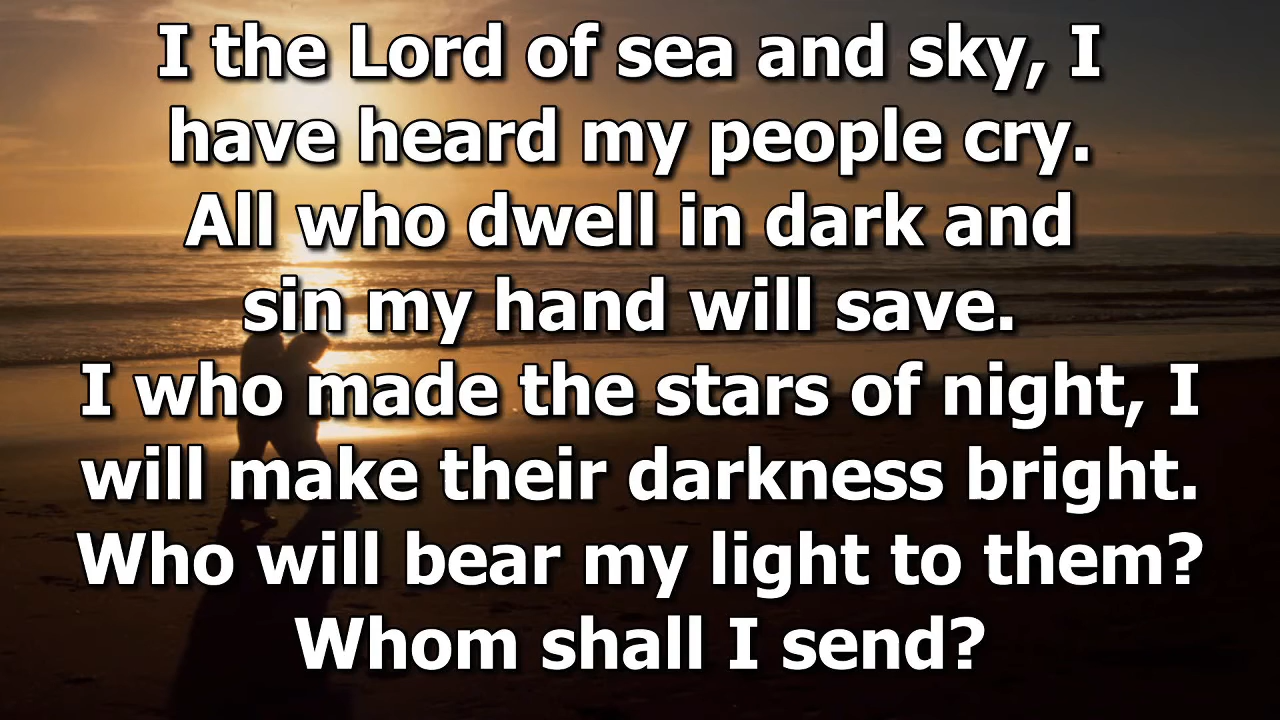 I the Lord of sea and sky, I
have heard my people cry.
All who dwell in dark and
sin my hand will save.
I who made the stars of night, I
will make their darkness bright.
Who will bear my light to them?
Whom shall I send?